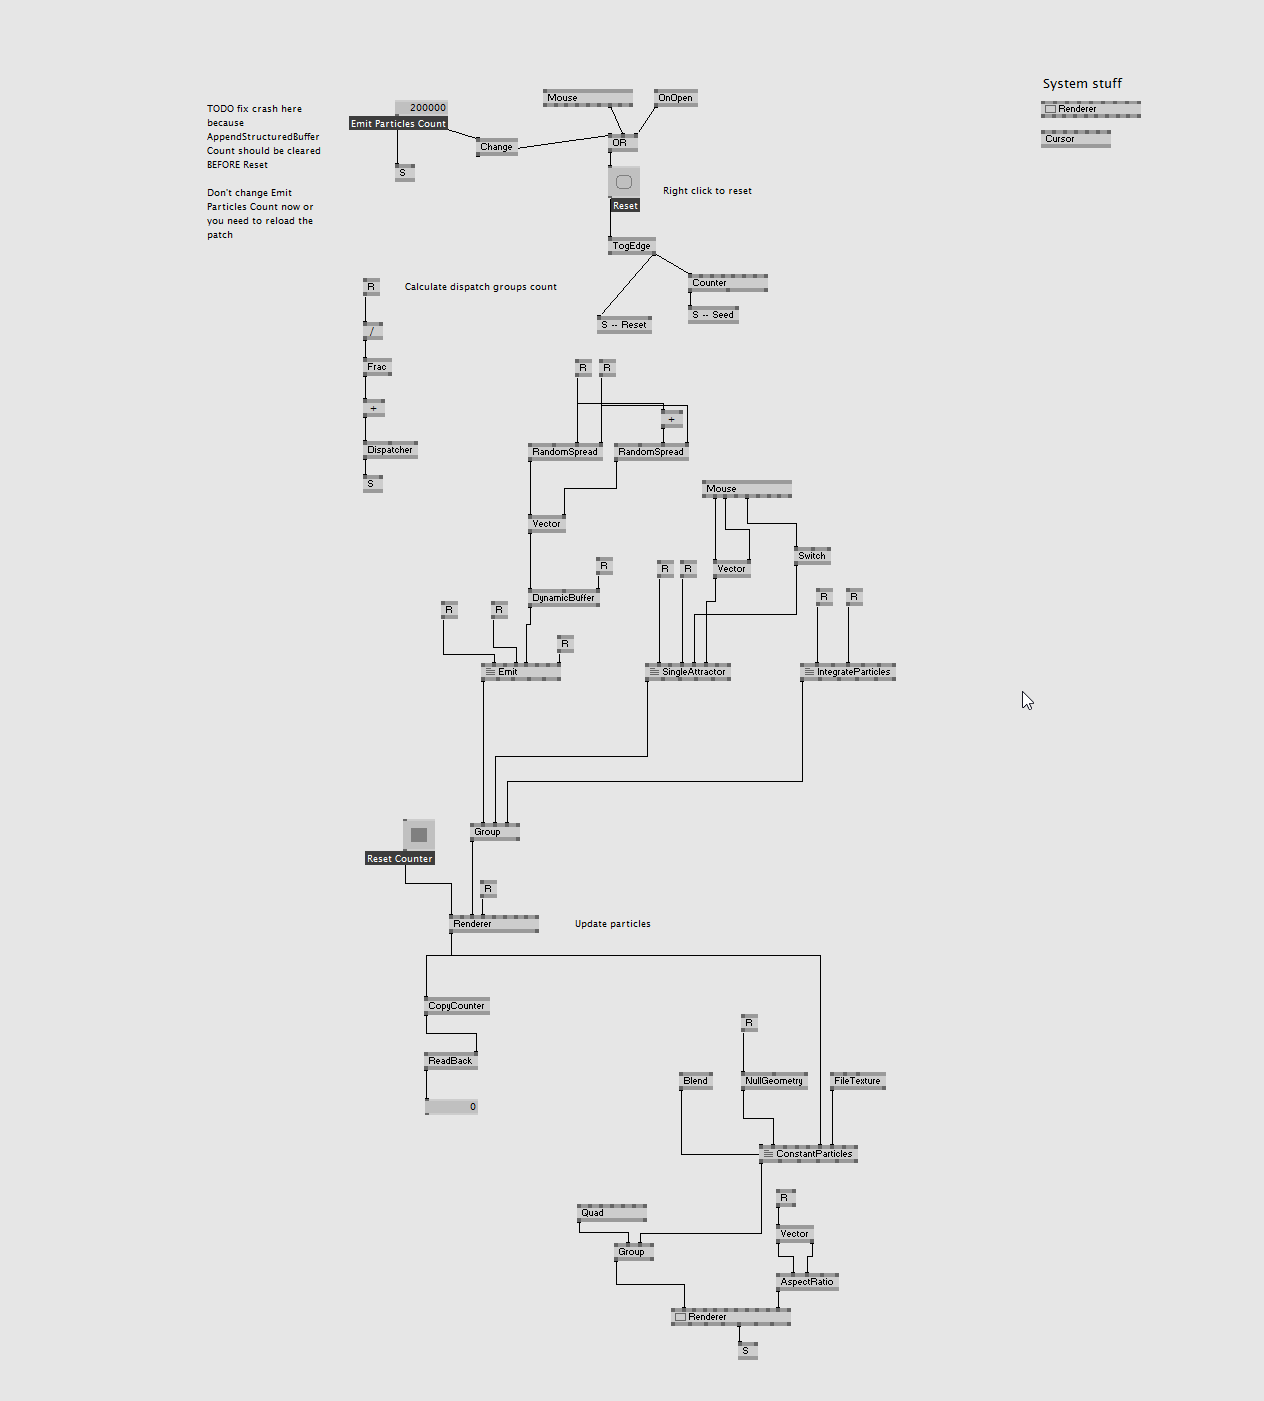 System stuff
Renderer
Cursor
TODO fix crash here
because
AppendStructuredBuffer
Count should be cleared
BEFORE Reset
Don't change Emit
Particles Count now or
you need to reload the
patch
200000
Emit Particles Count
S
Mouse
OnOpen
Change
OR
Right click to reset
Reset
TogEdge
Counter
S -- Reset
S -- Seed
R
Calculate dispatch groups count
/
Frac
+
Dispatcher
S
R R
+
RandomSpread RandomSpread
Mouse
Vector
Switch
R
R R
Vector
DynamicBuffer
R R
R R
R
Emit
SingleAttractor
IntegrateParticles
Group
Reset Counter
R
Renderer
Update particles
CopyCounter
ReadBack
0
R
Blend
NullGeometry
FileTexture
ConstantParticles
R
Quad
Vector
Group
AspectRatio
Renderer
S